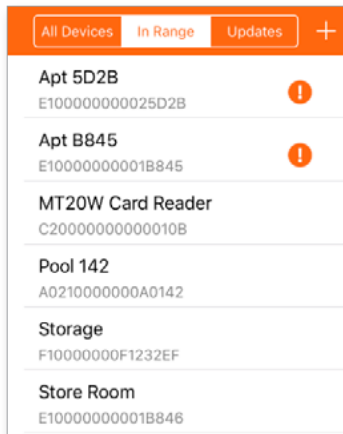 All Devices In Range Updates +
Apt 5D2B
E100000000025D2B
!
Apt B845
E10000000001B845
!
MT20W Card Reader
C20000000000010B
Pool 142
A0210000000A0142
Storage
F10000000F1232EF
Store Room
E10000000001B846